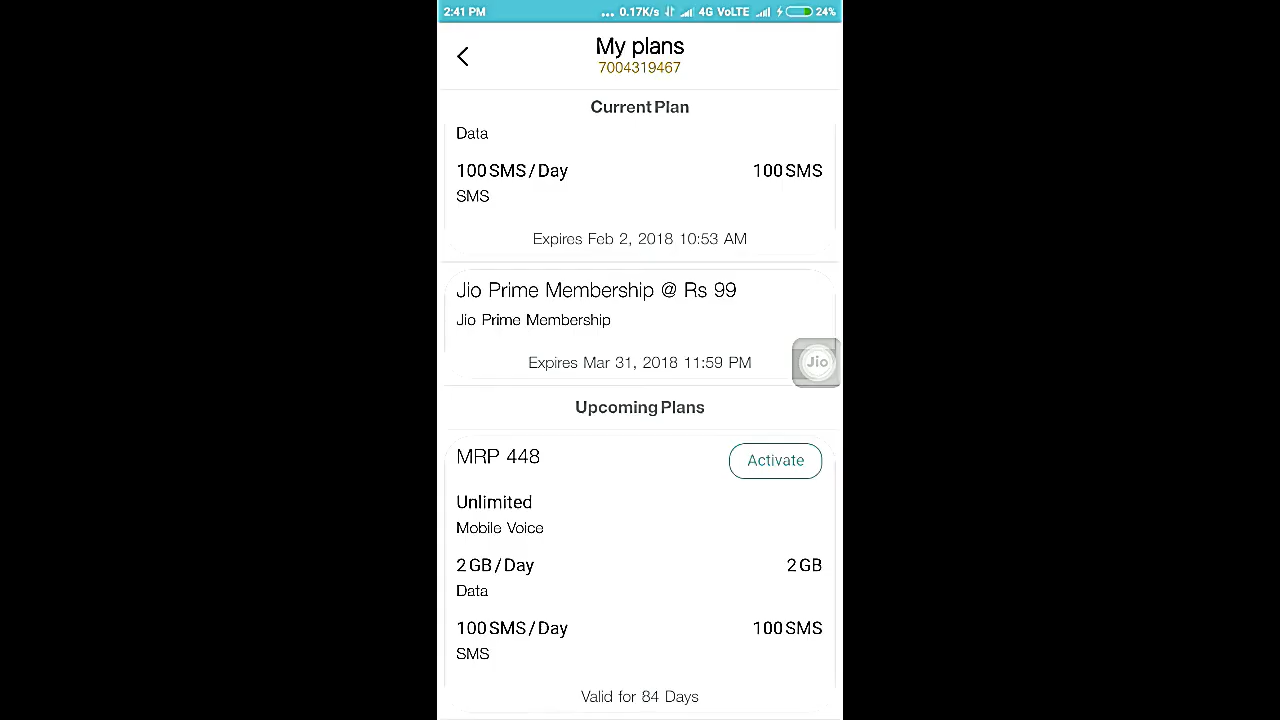 2:41 PM ... 0.17K/s 4G VoLTE 24%
My plans
7004319467
Current Plan
Data
100 SMS/Day 100 SMS
SMS
Expires Feb 2, 2018 10:53 AM
Jio Prime Membership @ Rs 99
Jio Prime Membership
Expires Mar 31, 2018 11:59 PM
Jio
Upcoming Plans
MRP 448 Activate
Unlimited
Mobile Voice
2 GB/Day 2 GB
Data
100 SMS/Day 100 SMS
SMS
Valid for 84 Days